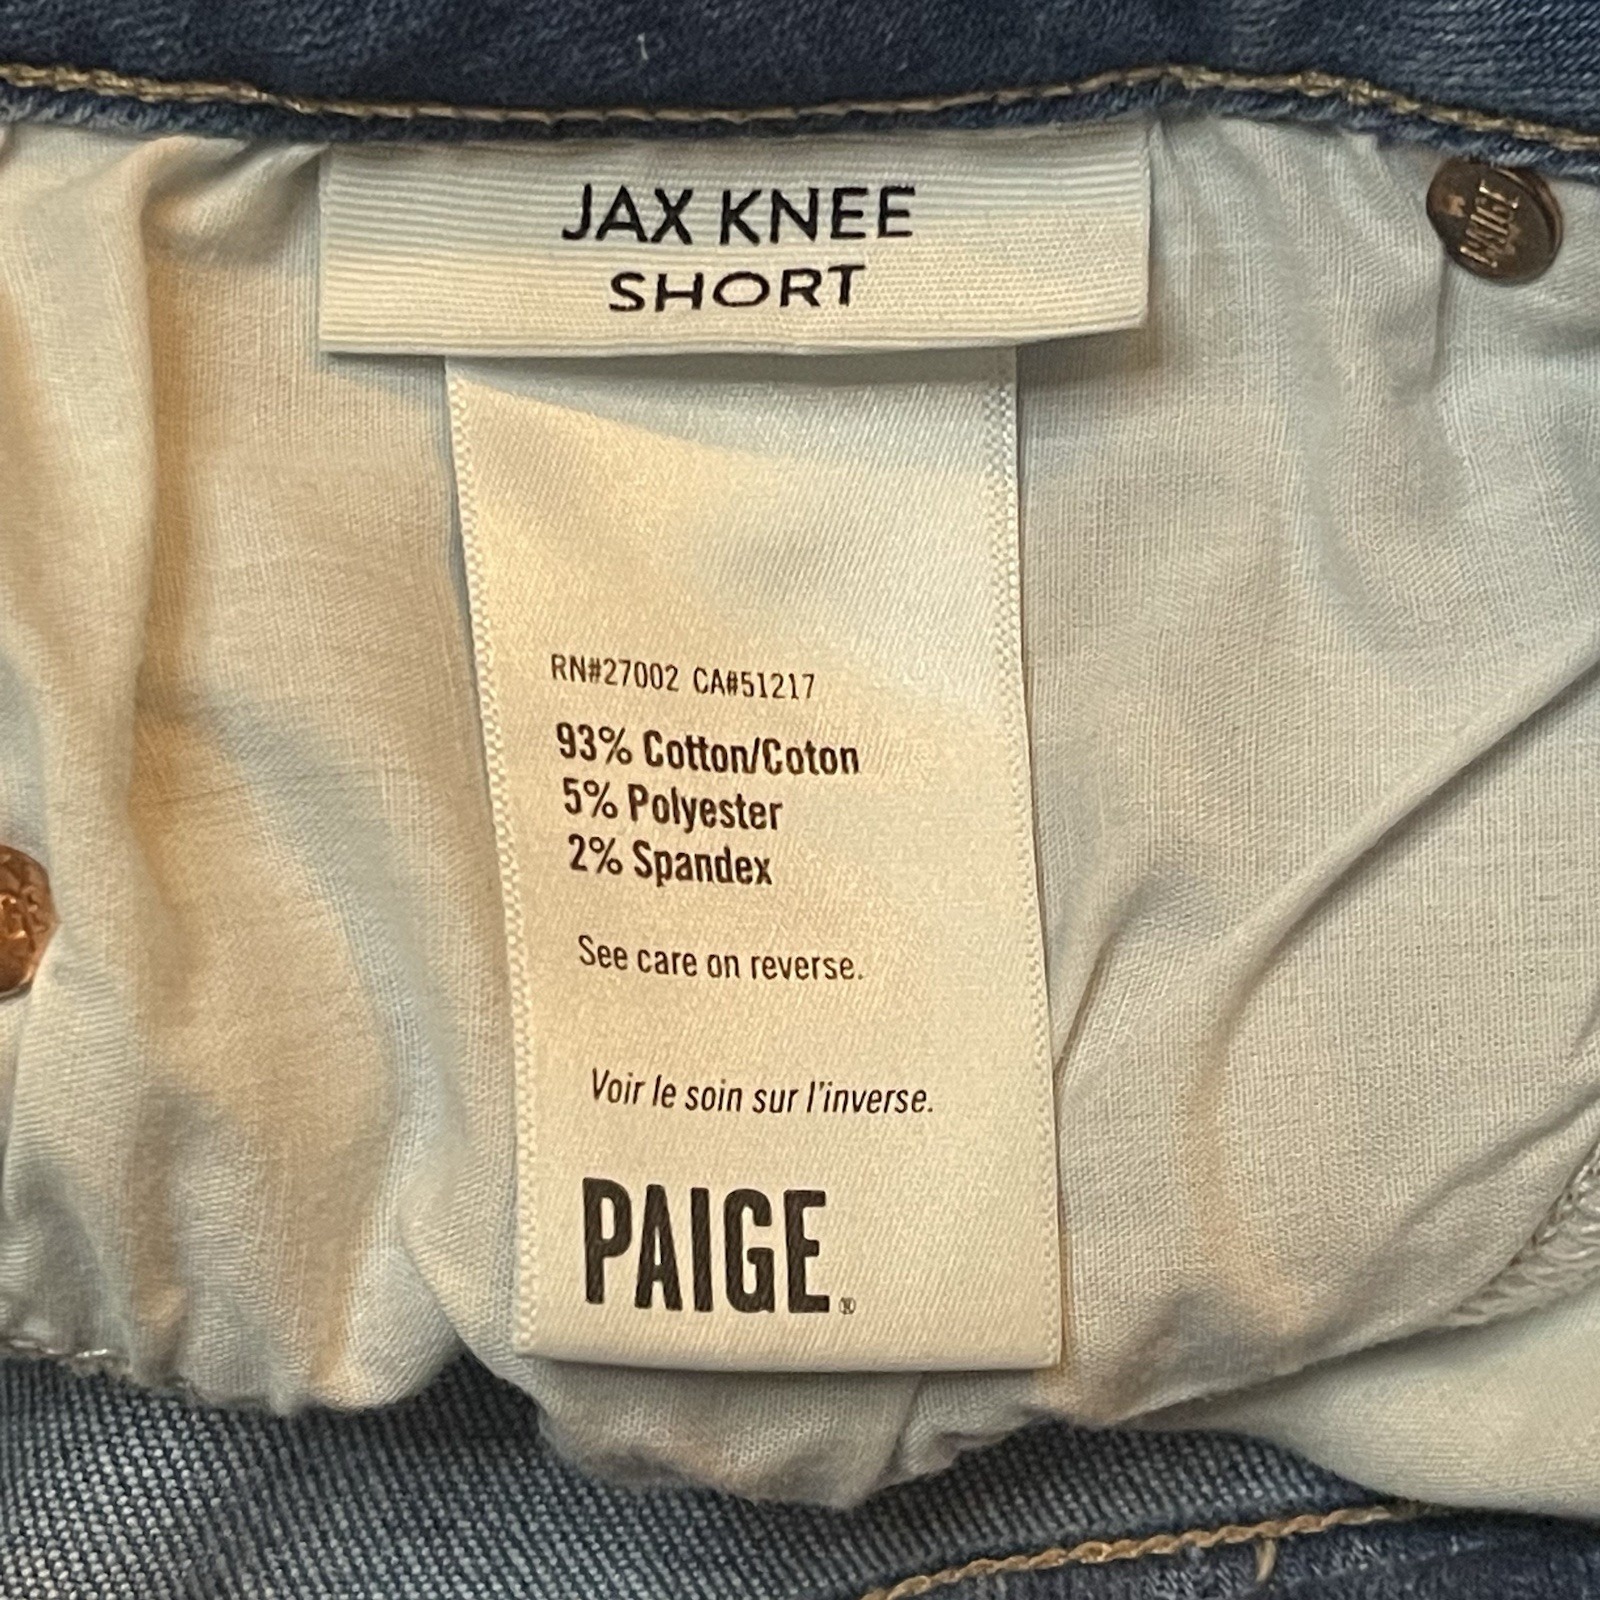 JAX KNEE
SHORT
PAIGE
RN#27002 CA#51217
93% Cotton/Coton
5% Polyester
2% Spandex
See care on reverse.
Voir le soin sur l'inverse.
PAIGE®